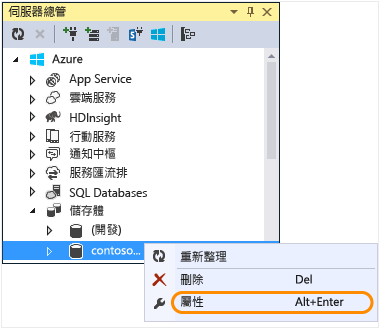 伺服器總管
Azure
App Service
雲端服務
HDInsight
行動服務
通知中樞
服務匯流排
SQL Databases
儲存體
(開發)
contoso...
重新整理
刪除 Del
屬性 Alt+Enter